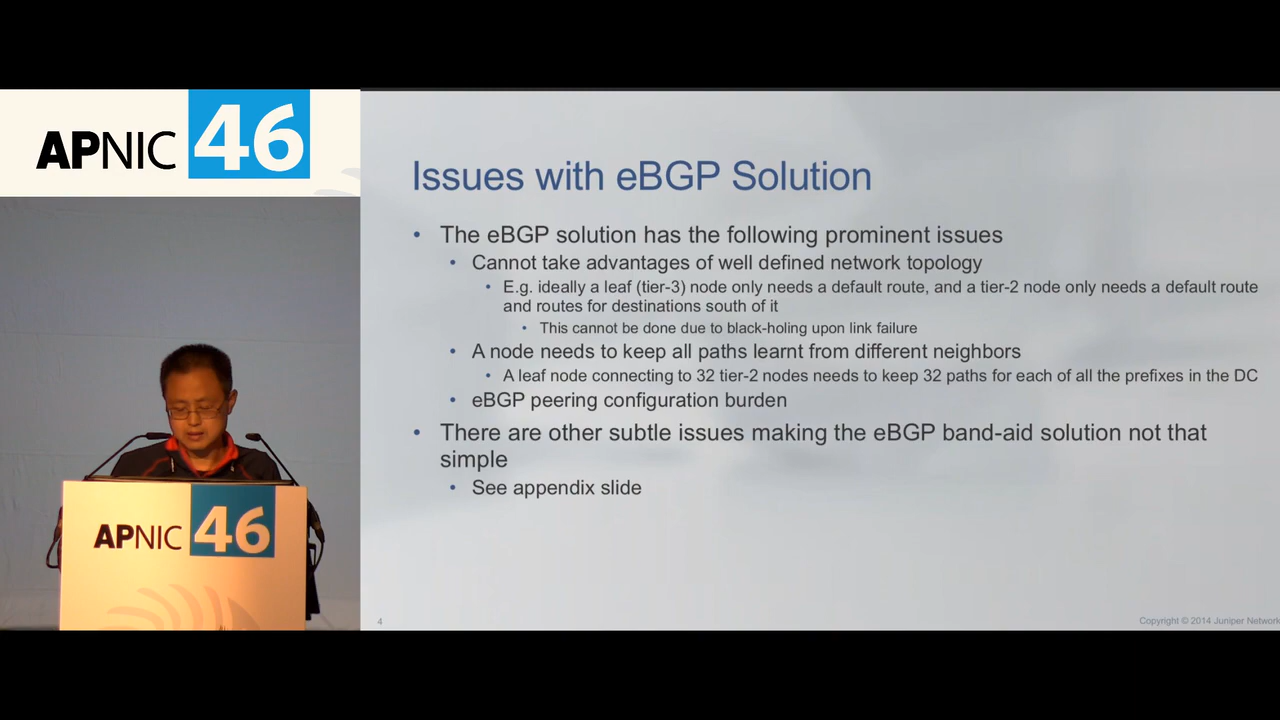 APNIC 46
Issues with eBGP Solution
• The eBGP solution has the following prominent issues
• Cannot take advantages of well defined network topology
• E.g. ideally a leaf (tier-3) node only needs a default route, and a tier-2 node only needs a default route
and routes for destinations south of it
• This cannot be done due to black-holing upon link failure
• A node needs to keep all paths learnt from different neighbors
• A leaf node connecting to 32 tier-2 nodes needs to keep 32 paths for each of all the prefixes in the DC
• eBGP peering configuration burden
• There are other subtle issues making the eBGP band-aid solution not that
simple
• See appendix slide
APNIC 46
4
Copyright © 2014 Juniper Network